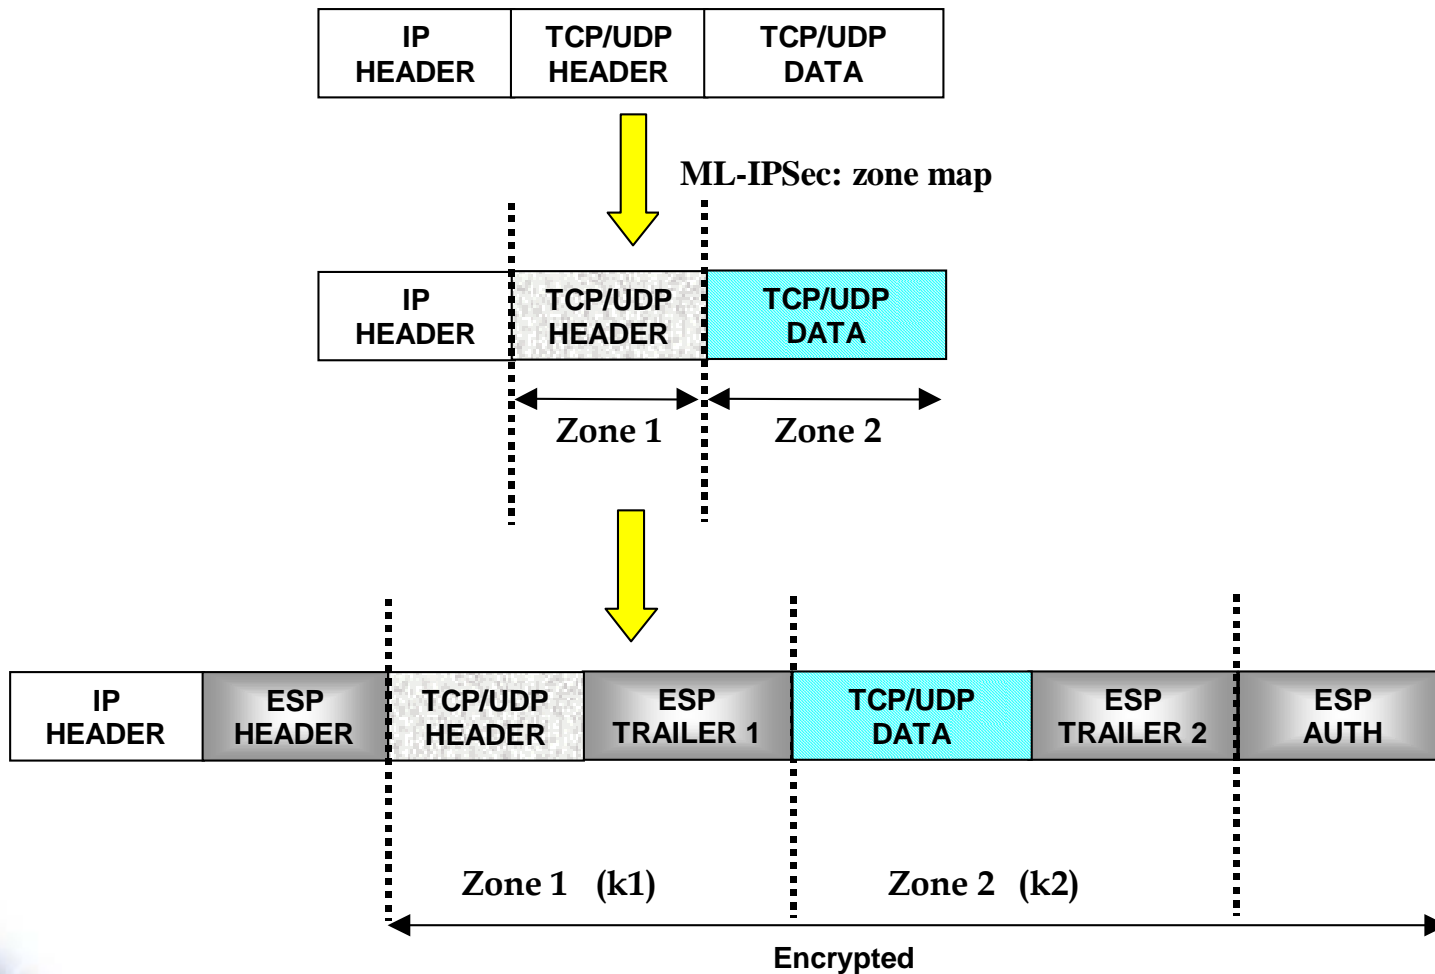 IP
HEADER
TCP/UDP
HEADER
TCP/UDP
DATA
ML-IPSec: zone map
IP
HEADER
TCP/UDP
HEADER
TCP/UDP
DATA
Zone 1
Zone 2
IP
HEADER
ESP
HEADER
TCP/UDP
HEADER
ESP
TRAILER 1
TCP/UDP
DATA
ESP
TRAILER 2
ESP
AUTH
Zone 1 (k1)
Zone 2 (k2)
Encrypted